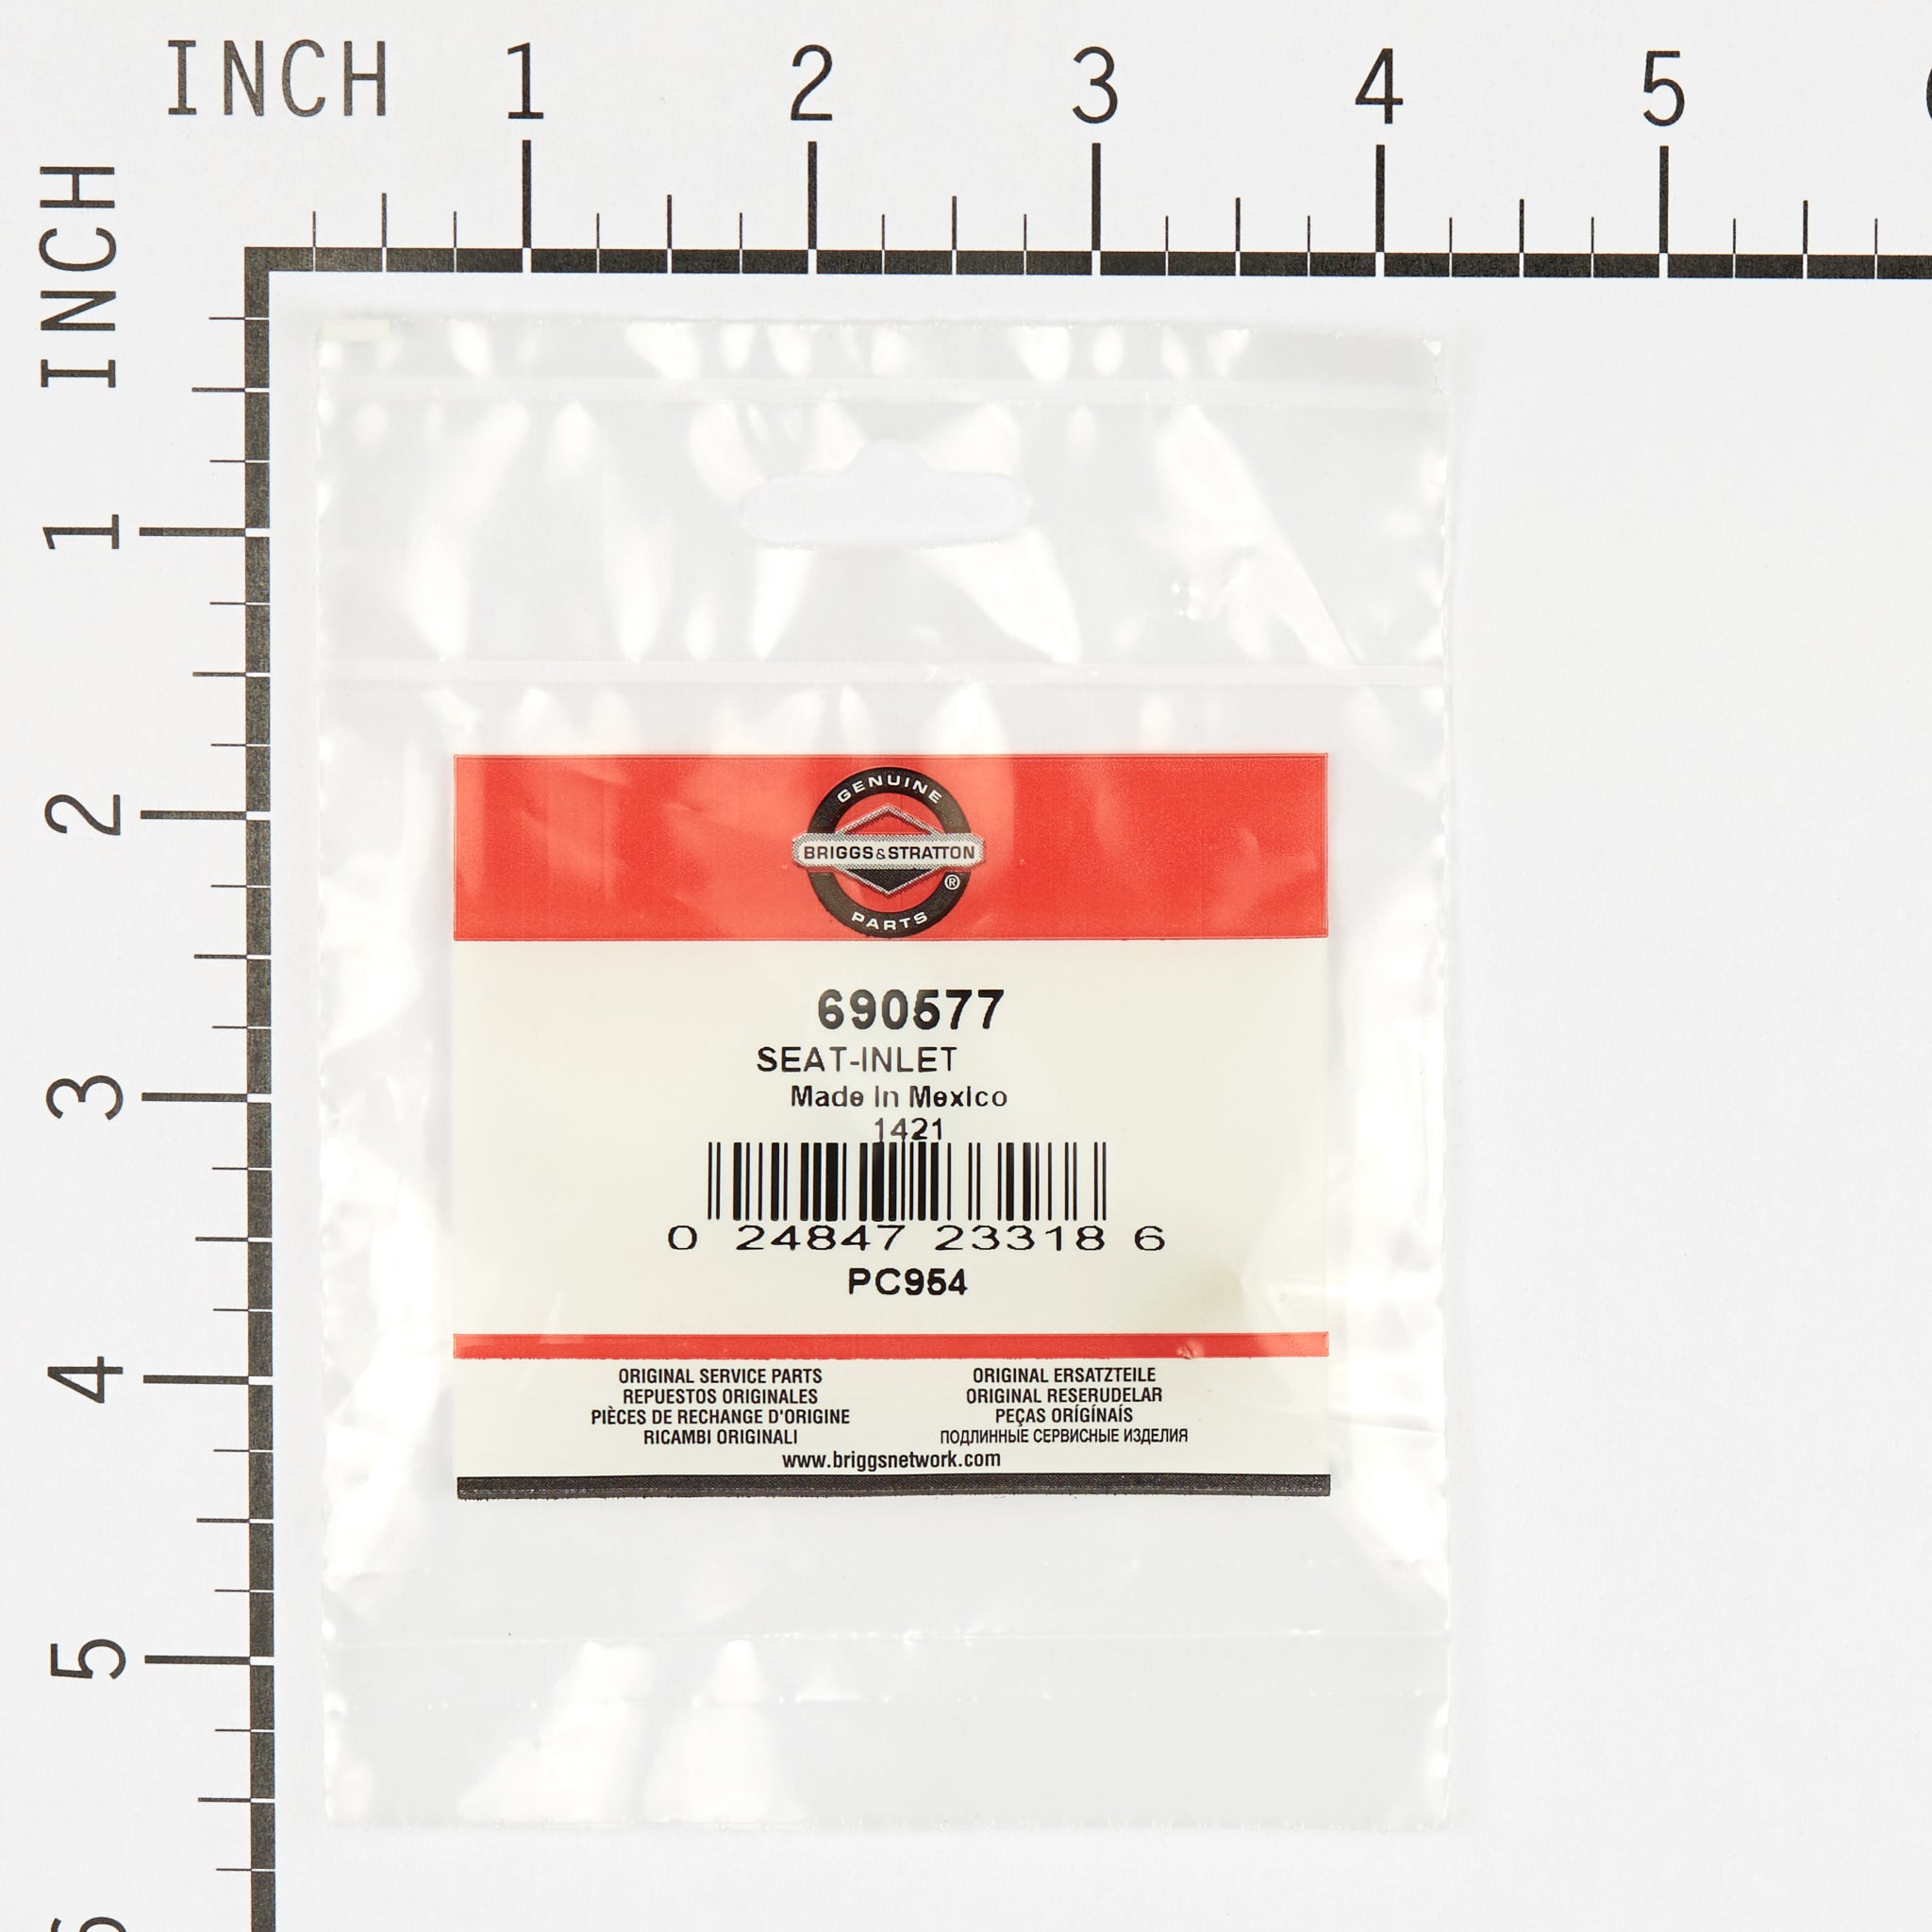 INCH 1 2 3 4 5
INCH 1 2 3 4 5
GENUINE
BRIGGS&STRATTON
®
PARTS
690577
SEAT-INLET
Made In Mexico
1421
0 24847 23318 6
PC954
ORIGINAL SERVICE PARTS
REPUESTOS ORIGINALES
PIÈCES DE RECHANGE D'ORIGINE
RICAMBI ORIGINALI
ORIGINAL ERSATZTEILE
ORIGINAL RESERUDELAR
PEÇAS ORÍGÍNAÍS
ПОДЛИННЫЕ СЕРВИСНЫЕ ИЗДЕЛИЯ
www.briggsnetwork.com